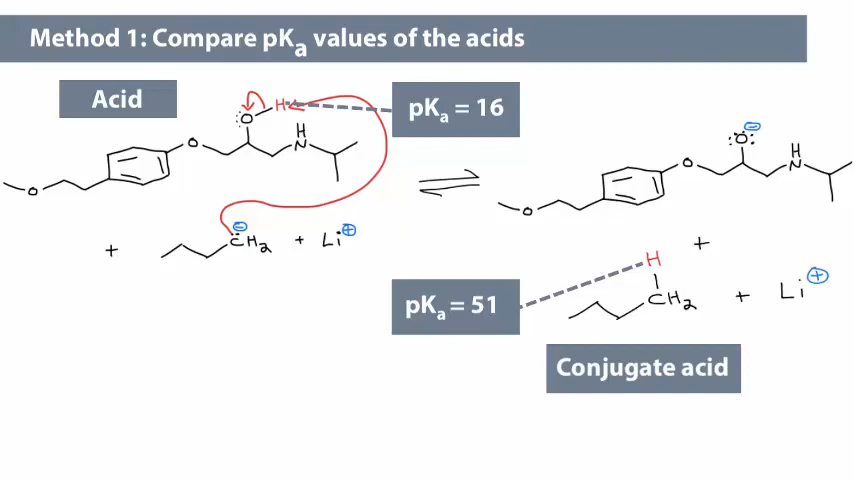 Method 1: Compare pKa values of the acids
Acid
pKa = 16
H
O
O
H
N
O
+
CH2
+ Li+
O
O
H
N
O
+
H
CH2
+ Li+
pKa = 51
Conjugate acid